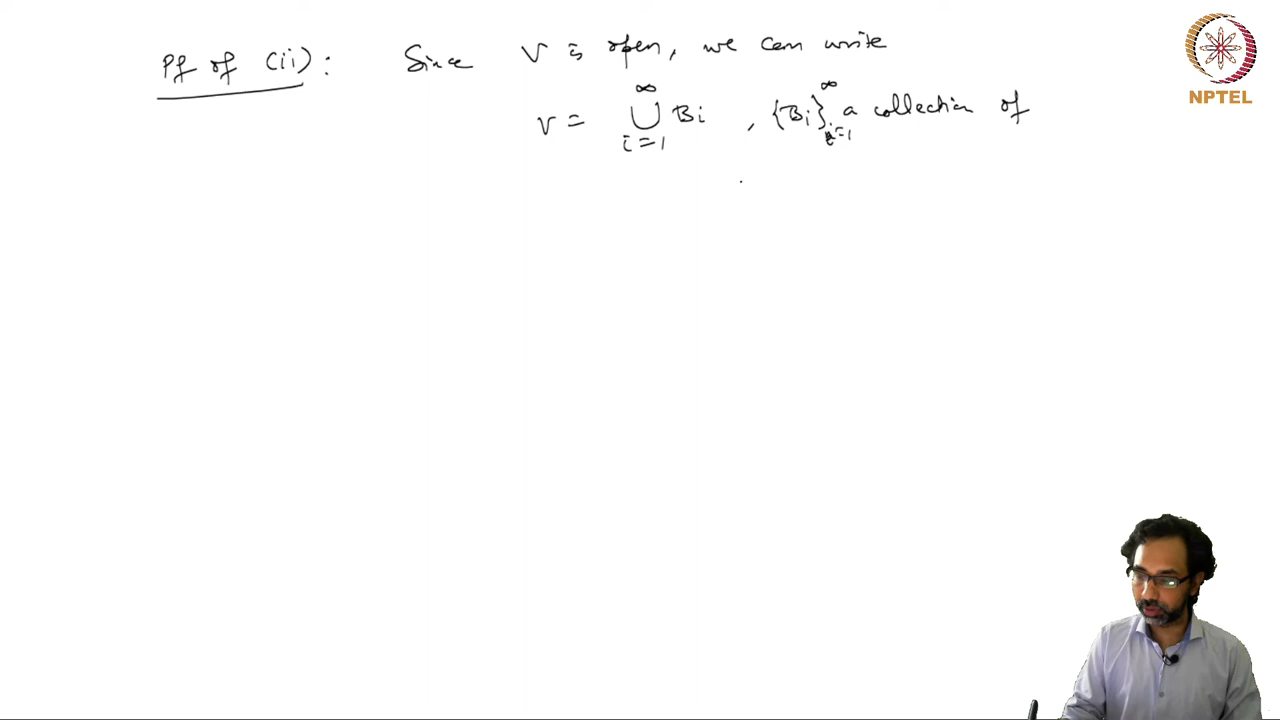 Pf of (ii): Since V is open, we can write
V = ∞⋃i=1 Bi , {Bi}∞i=1 a collection of
NPTEL